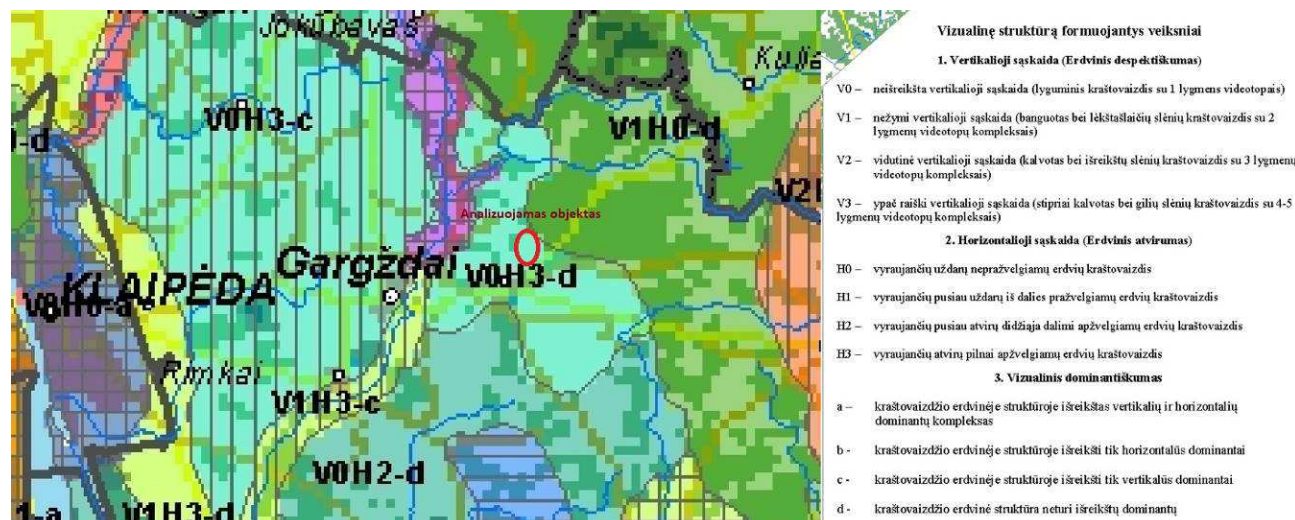 Jokūbavas
Kulia
V0H3-c
V1H0-d
-d
V2
Analizuojamas objektas
Gargždai
V0H3-d
KLAIPĖDA
Rimkai
V1H3-c
V0H2-d
1-a
V1H3-d
Vizualinę struktūrą formuojantys veiksniai
1. Vertikalioji sąskaida (Erdvinis despektiškumas)
V0 – neišreikšta vertikalioji sąskaida (lyguminis kraštovaizdis su 1 lygmens videotopais)
V1 – nežymi vertikalioji sąskaida (banguotas bei lėkštašlaičių slėnių kraštovaizdis su 2
lygmenų videotopų kompleksais)
V2 – vidutinė vertikalioji sąskaida (kalvotas bei išreikštų slėnių kraštovaizdis su 3 lygmenų
videotopų kompleksais)
V3 – ypač raiški vertikalioji sąskaida (stipriai kalvotas bei gilių slėnių kraštovaizdis su 4-5
lygmenų videotopų kompleksais)
2. Horizontalioji sąskaida (Erdvinis atvirumas)
H0 – vyraujančių uždarų nepražvelgiamų erdvių kraštovaizdis
H1 – vyraujančių pusiau uždarų iš dalies pražvelgiamų erdvių kraštovaizdis
H2 – vyraujančių pusiau atvirų didžiąja dalimi apžvelgiamų erdvių kraštovaizdis
H3 – vyraujančių atvirų pilnai apžvelgiamų erdvių kraštovaizdis
3. Vizualinis dominantiškumas
a – kraštovaizdžio erdvinėje struktūroje išreikštas vertikalių ir horizontalių
dominantų kompleksas
b - kraštovaizdžio erdvinėje struktūroje išreikšti tik horizontalūs dominantai
c - kraštovaizdžio erdvinėje struktūroje išreikšti tik vertikalūs dominantai
d - kraštovaizdžio erdvinė struktūra neturi išreikštų dominantų